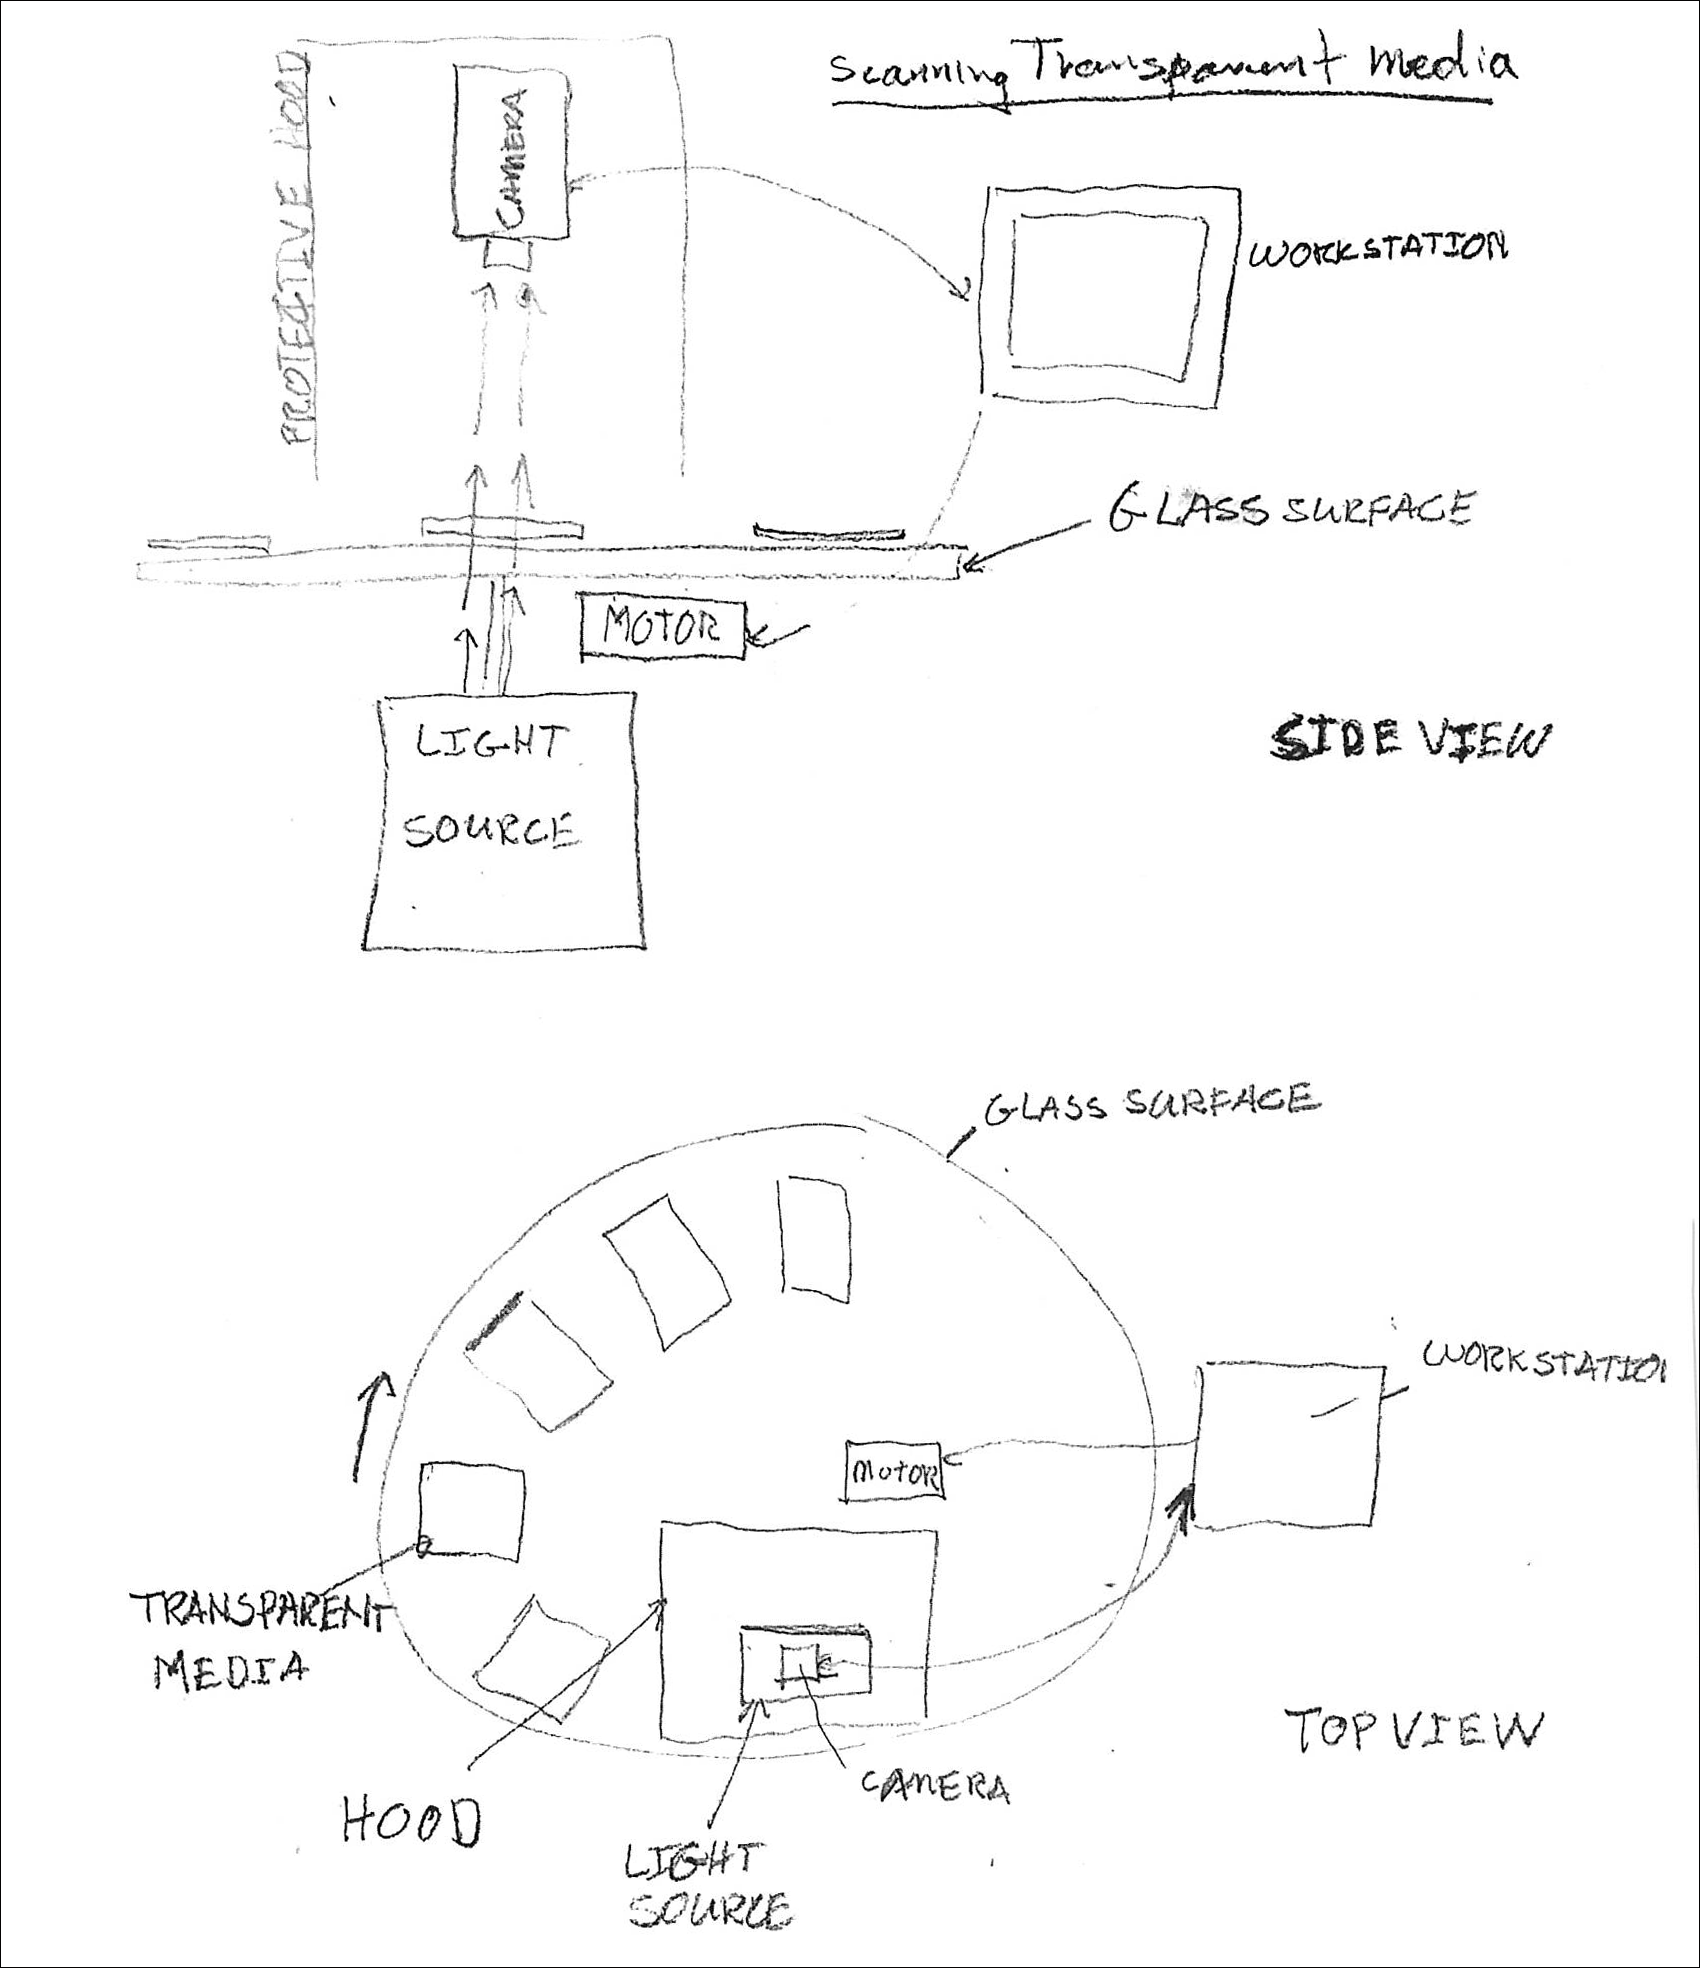 Scanning Transparent Media
PROTECTIVE HOOD
CAMERA
WORKSTATION
GLASS SURFACE
MOTOR
LIGHT
SOURCE
SIDE VIEW
GLASS SURFACE
WORKSTATION
MOTOR
TRANSPARENT
MEDIA
TOP VIEW
CAMERA
HOOD
LIGHT
SOURCE